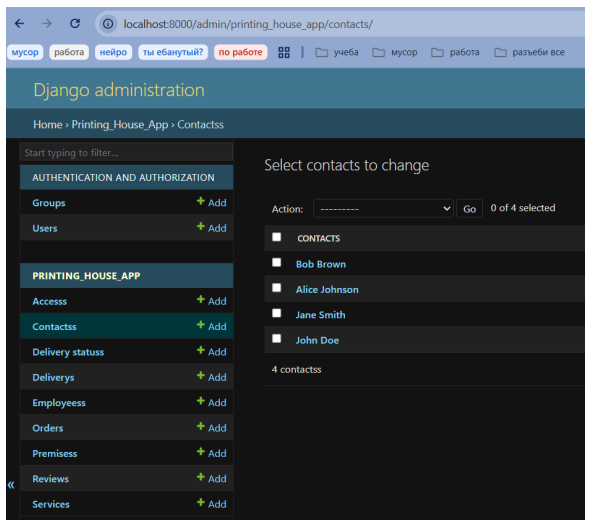 localhost:8000/admin/printing_house_app/contacts/
мусор работа нейро ты ебанутый? по работе учеба мусор работа разъеби все
Django administration
Home › Printing_House_App › Contactss
Start typing to filter...
AUTHENTICATION AND AUTHORIZATION
Groups + Add
Users + Add
PRINTING_HOUSE_APP
Accesss + Add
Contactss + Add
Delivery statuss + Add
Deliverys + Add
Employeess + Add
Orders + Add
Premisess + Add
Reviews + Add
Services + Add
«
Select contacts to change
Action: --------- Go 0 of 4 selected
CONTACTS
Bob Brown
Alice Johnson
Jane Smith
John Doe
4 contactss